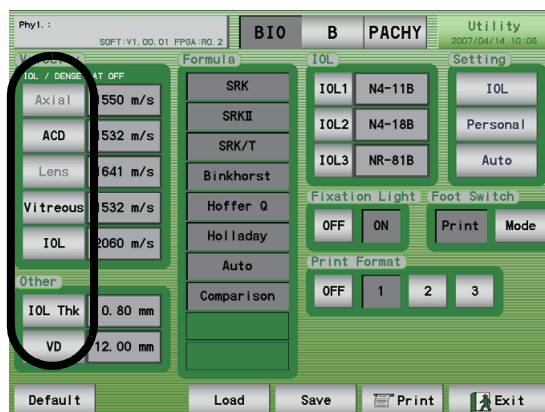 Phy1. :
SOFT:V1.00.01 FPGA:R0.2
BIO
B
PACHY
Utility
2007/04/14 10:08
IOL / DENSE
AT OFF
Axial
1550 m/s
ACD
1532 m/s
Lens
1641 m/s
Vitreous
1532 m/s
IOL
2060 m/s
Other
IOL Thk
0.80 mm
VD
12.00 mm
Formula
SRK
SRKⅡ
SRK/T
Binkhorst
Hoffer Q
Holladay
Auto
Comparison
IOL
IOL1
N4-11B
IOL2
N4-18B
IOL3
NR-81B
Setting
IOL
Personal
Auto
Fixation Light
OFF
ON
Foot Switch
Print
Mode
Print Format
OFF
1
2
3
Default
Load
Save
Print
Exit